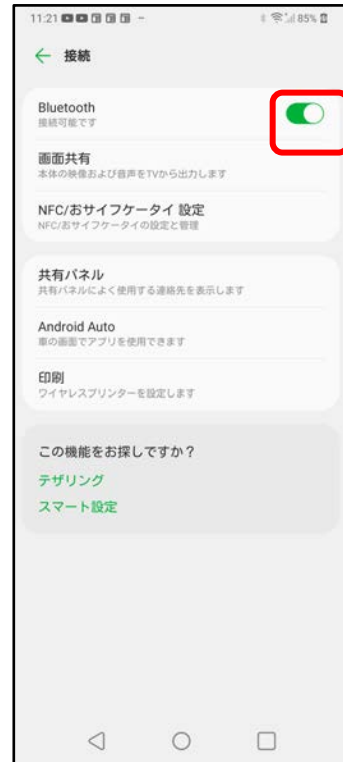 11:21
85%
接続
Bluetooth
接続可能です
画面共有
本体の映像および音声をTVから出力します
NFC/おサイフケータイ 設定
NFC/おサイフケータイの設定と管理
共有パネル
共有パネルによく使用する連絡先を表示します
Android Auto
車の画面でアプリを使用できます
印刷
ワイヤレスプリンターを設定します
この機能をお探しですか？
テザリング
スマート設定